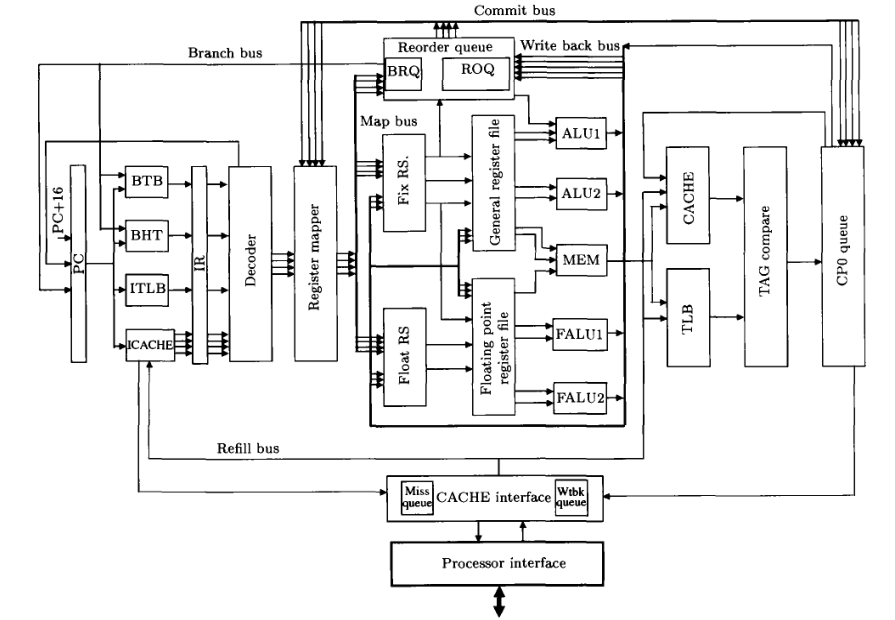 Commit bus
Branch bus
Reorder queue
Write back bus
BRQ
ROQ
Map bus
PC+16
PC
BTB
BHT
ITLB
ICACHE
IR
Decoder
Register mapper
Fix RS.
Float RS
General register file
Floating point
register file
ALU1
ALU2
MEM
FALU1
FALU2
CACHE
TLB
TAG compare
CP0 queue
Refill bus
Miss
queue
CACHE interface
Wtbk
queue
Processor interface